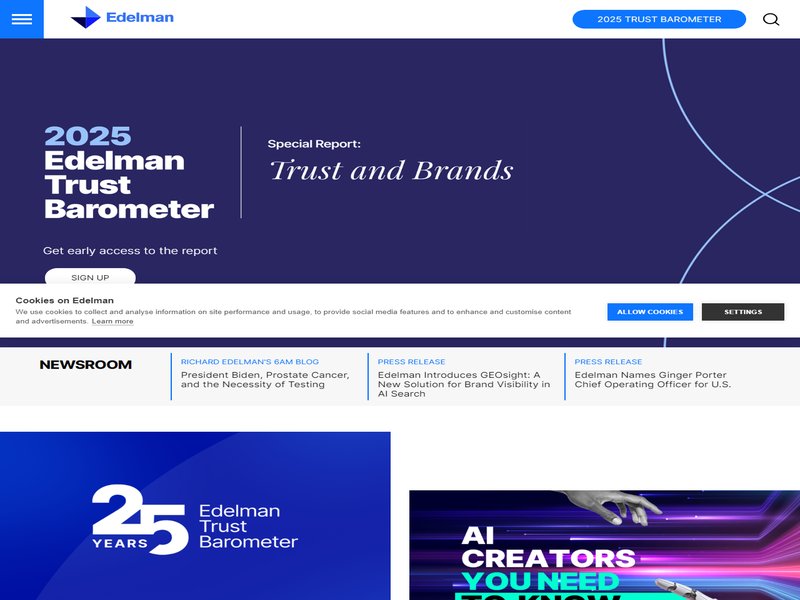 Edelman
2025 TRUST BAROMETER
2025
Edelman
Trust
Barometer
Special Report:
Trust and Brands
Get early access to the report
SIGN UP
Cookies on Edelman
We use cookies to collect and analyse information on site performance and usage, to provide social media features and to enhance and customise content
and advertisements. Learn more
ALLOW COOKIES
SETTINGS
NEWSROOM
RICHARD EDELMAN'S 6AM BLOG
President Biden, Prostate Cancer,
and the Necessity of Testing
PRESS RELEASE
Edelman Introduces GEOsight: A
New Solution for Brand Visibility in
AI Search
PRESS RELEASE
Edelman Names Ginger Porter
Chief Operating Officer for U.S.
25
YEARS
Edelman
Trust
Barometer
AI
CREATORS
YOU NEED
TO KNOW